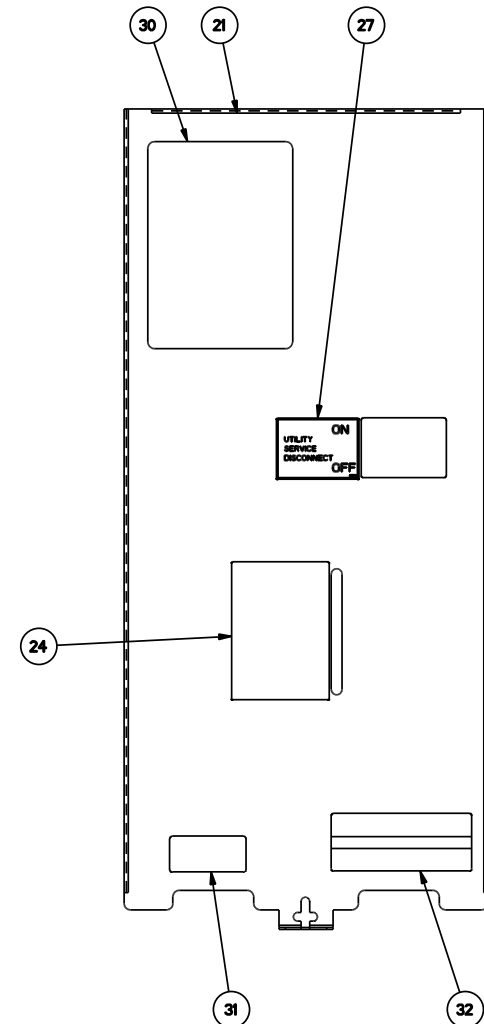 30 21 27
ON
UTILITY
SERVICE
DISCONNECT
OFF
24
31 32